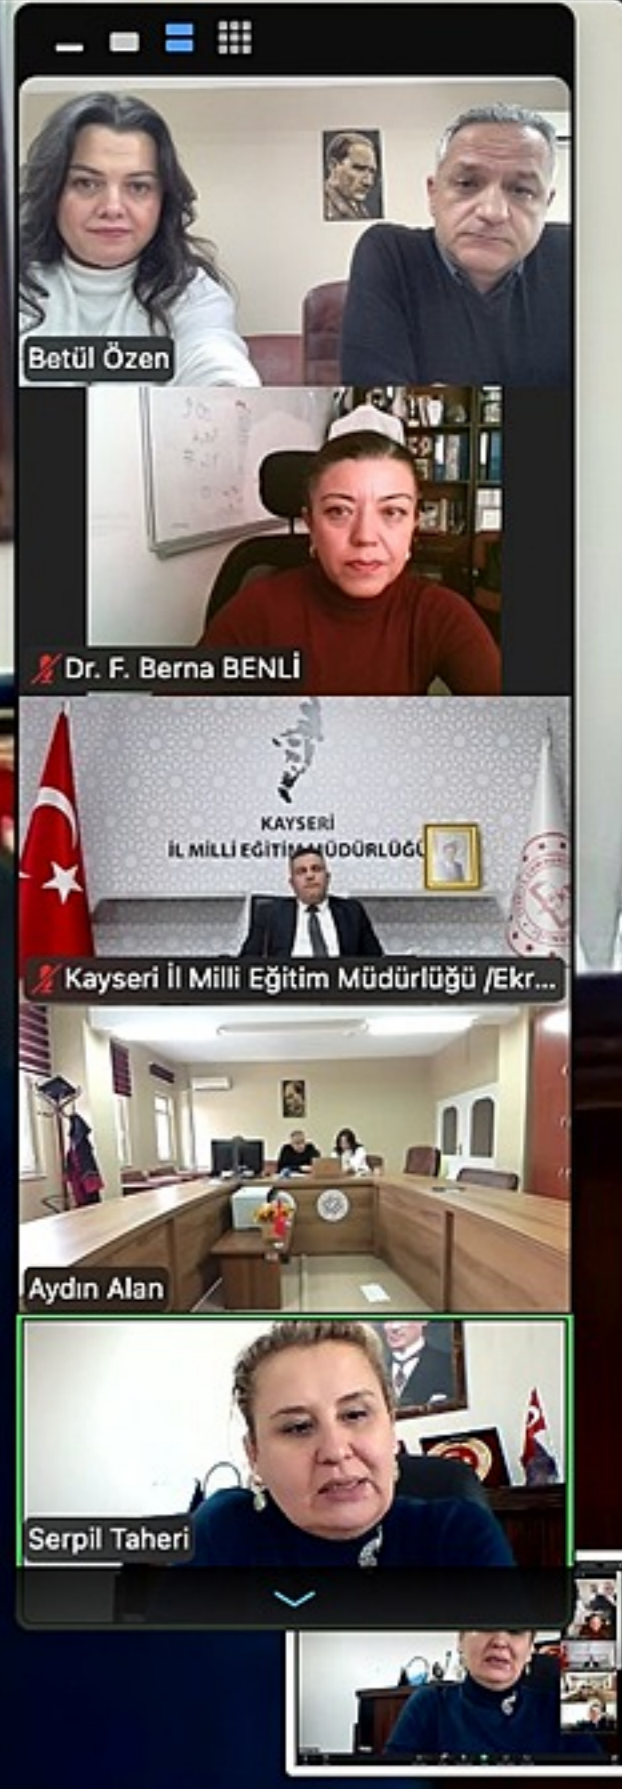 Betül Özen
Dr. F. Berna BENLİ
KAYSERİ
İL MİLLİ EĞİTİM MÜDÜRLÜĞÜ
Kayseri İl Milli Eğitim Müdürlüğü /Ekr...
Aydın Alan
Serpil Taheri